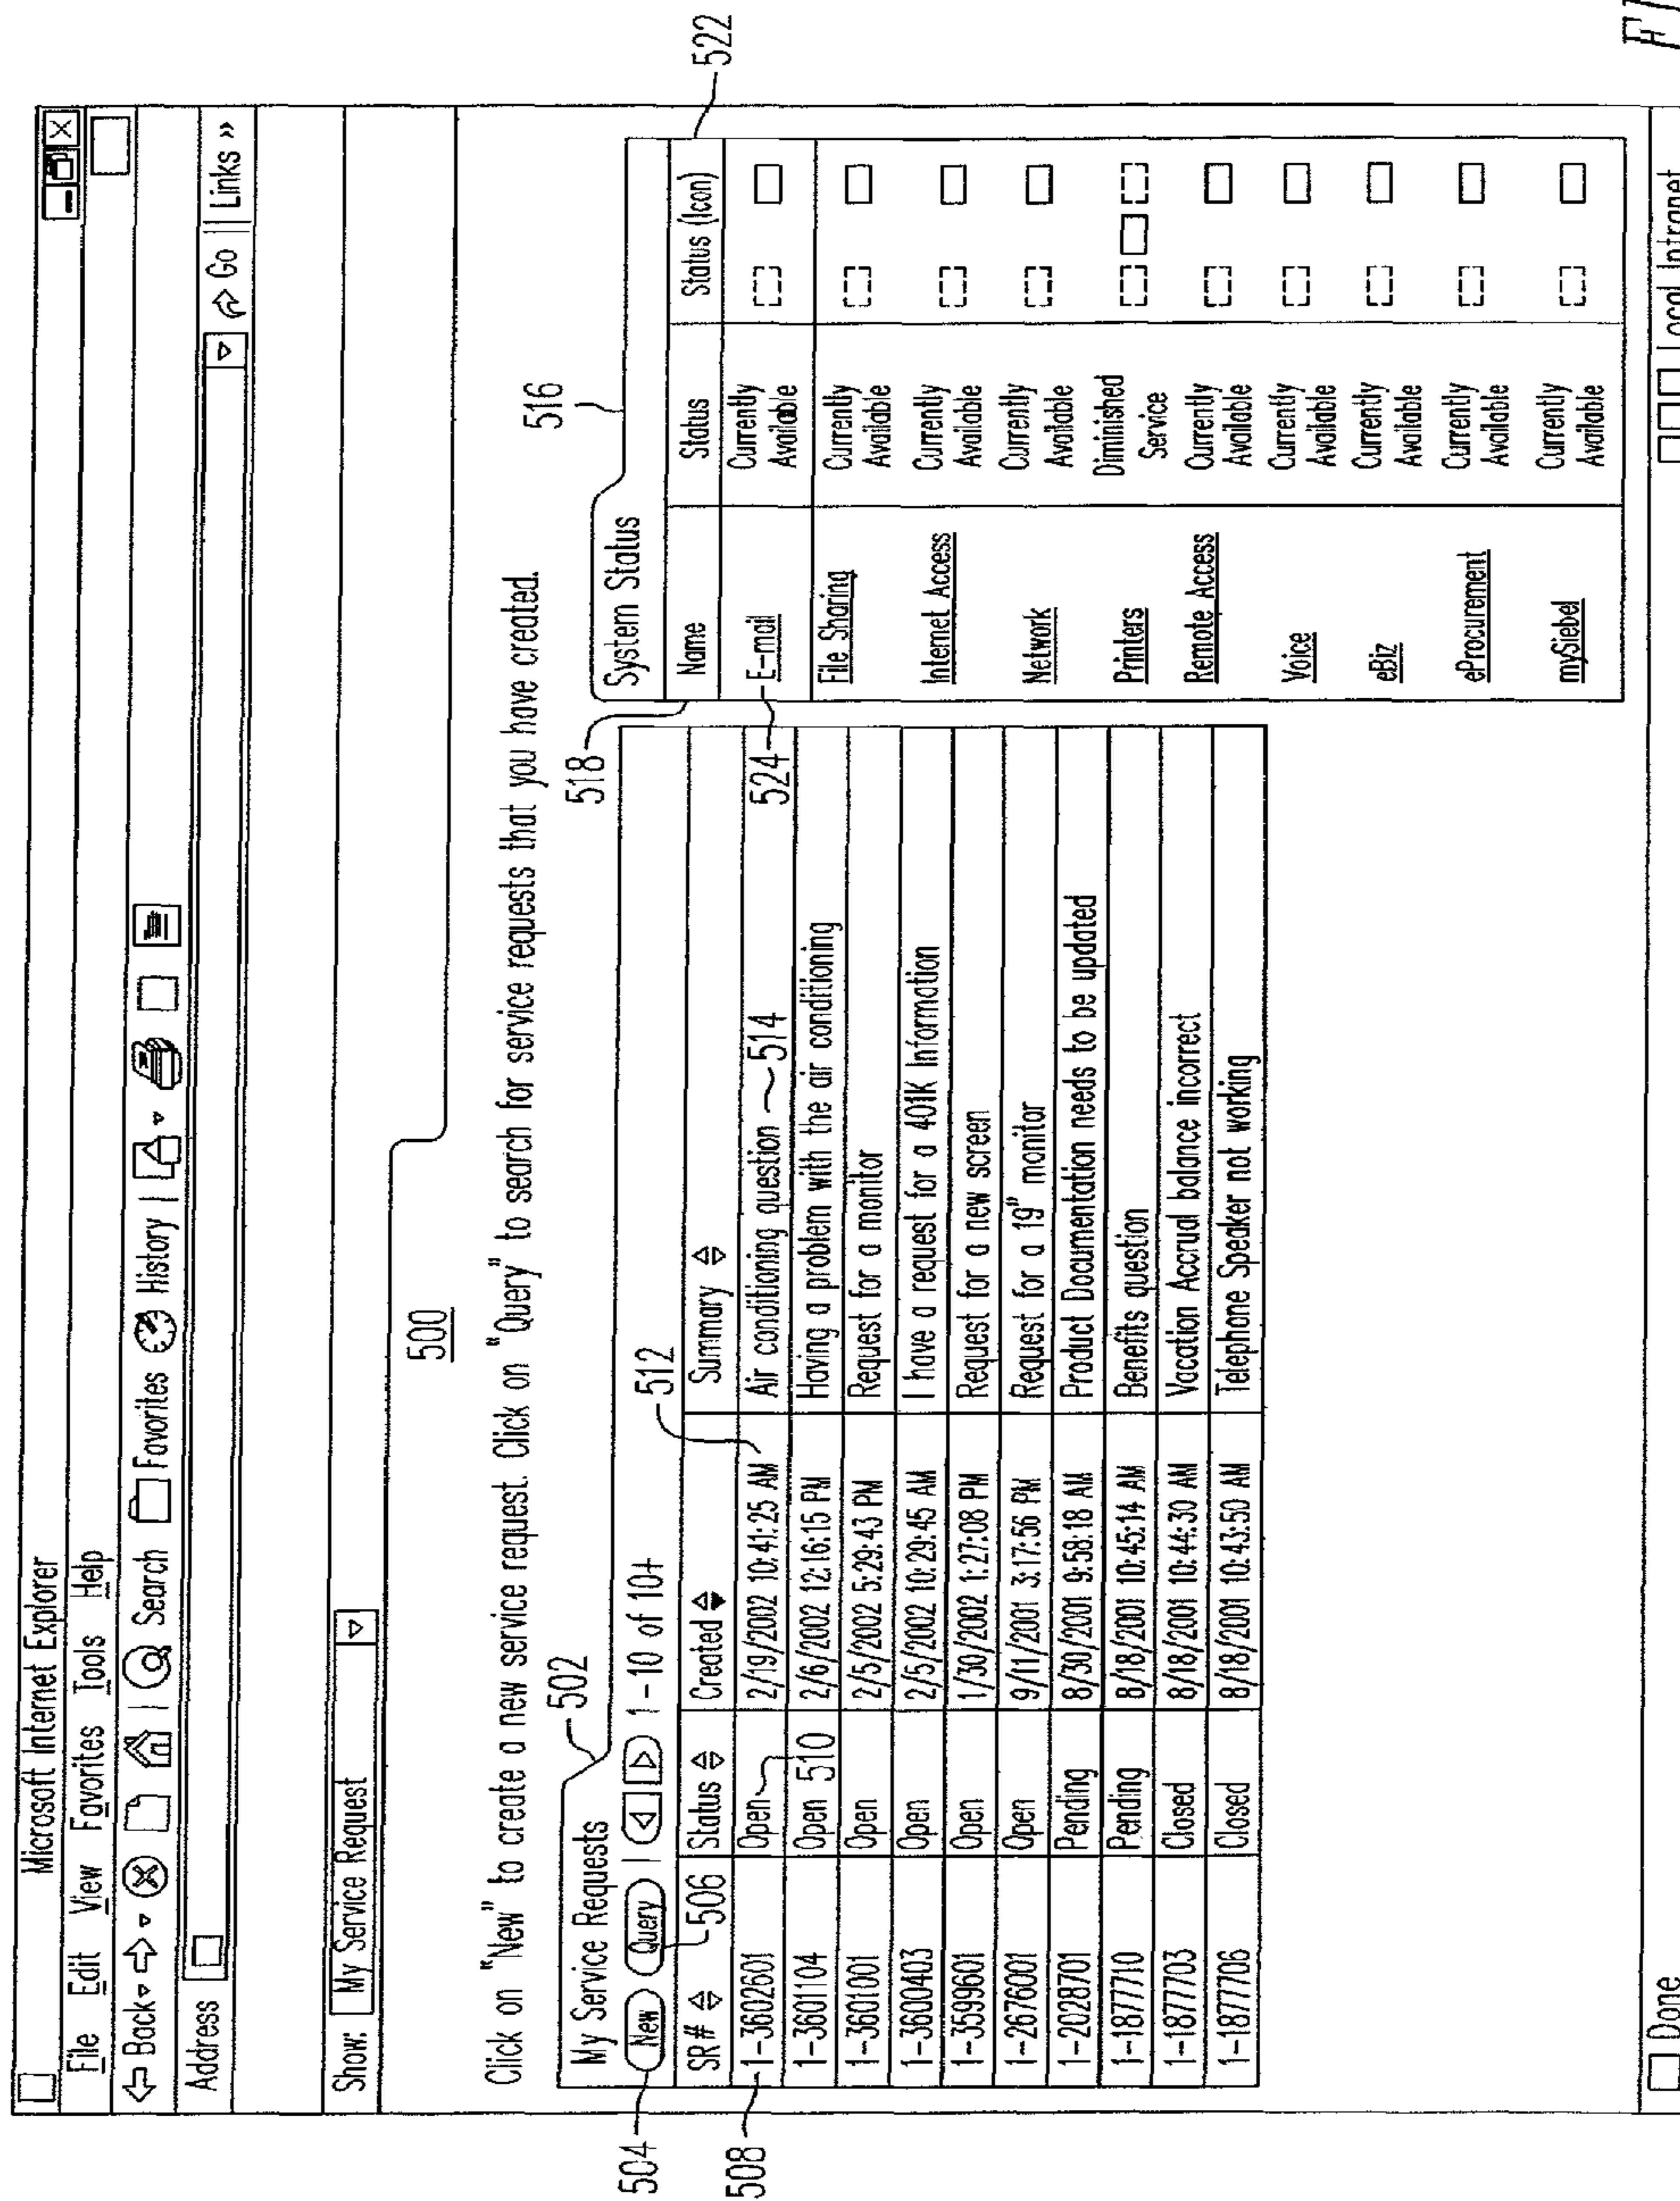 Microsoft Internet Explorer
File Edit View Favorites Tools Help
Back Search Favorites History
Address Go Links »
Show: My Service Request
500
Click on "New" to create a new service request. Click on "Query" to search for service requests that you have created.
502
My Service Requests
504 New Query 1-10 of 10+
506
512
SR # Status Created Summary
508 1-3602601 Open 2/19/2002 10:41:25 AM Air conditioning question 514
510
1-3601104 Open 2/6/2002 12:16:15 PM Having a problem with the air conditioning
1-3601001 Open 2/5/2002 5:29:43 PM Request for a monitor
1-3600403 Open 2/5/2002 10:29:45 AM I have a request for a 401K Information
1-3599601 Open 1/30/2002 1:27:08 PM Request for a new screen
1-2676001 Open 9/11/2001 3:17:56 PM Request for a 19" monitor
1-2028701 Pending 8/30/2001 9:58:18 AM Product Documentation needs to be updated
1-1877710 Pending 8/18/2001 10:45:14 AM Benefits question
1-1877703 Closed 8/18/2001 10:44:30 AM Vacation Accrual balance incorrect
1-1877706 Closed 8/18/2001 10:43:50 AM Telephone Speaker not working
516
518
System Status
522
Name Status Status (Icon)
524 E-mail Currently Available
File Sharing Currently Available
Internet Access Currently Available
Network Currently Available
Printers Diminished Service
Remote Access Currently Available
Voice Currently Available
eBiz Currently Available
eProcurement Currently Available
mySiebel Currently Available
Done Local Intranet